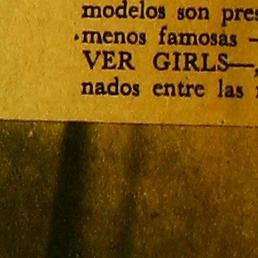 modelos son pres
menos famosas —
VER GIRLS—,
nados entre las